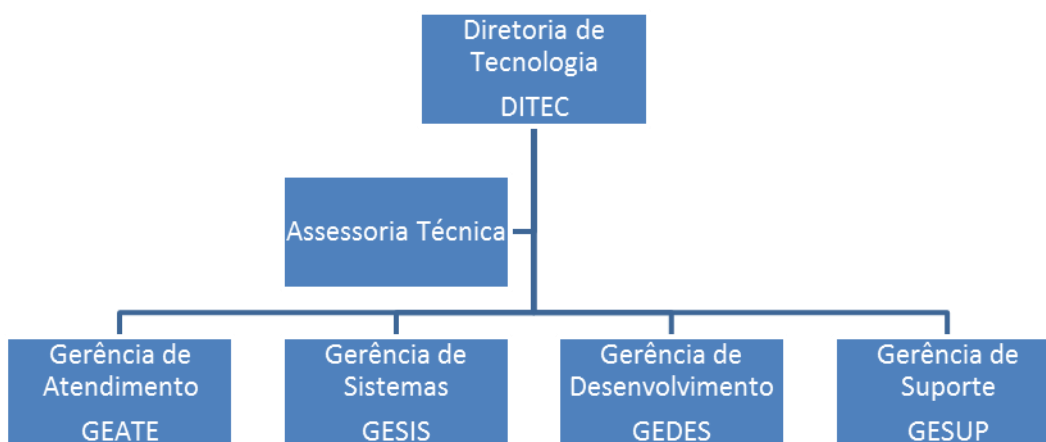 Diretoria de
Tecnologia
DITEC
Assessoria Técnica
Gerência de
Atendimento
GEATE
Gerência de
Sistemas
GESIS
Gerência de
Desenvolvimento
GEDES
Gerência de
Suporte
GESUP